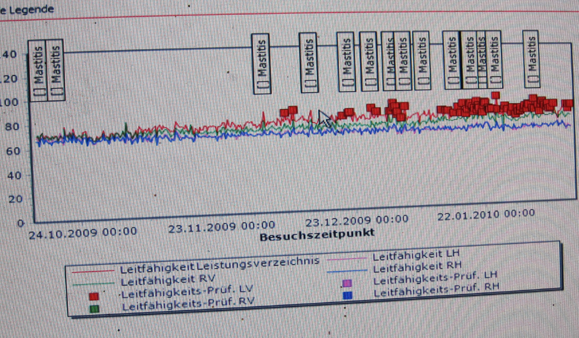 e Legende
140
120
100
80
60
40
20
0
Mastitis
Mastitis
Mastitis
Mastitis
Mastitis
Mastitis
Mastitis
Mastitis
Mastitis
Mastitis
Mastitis
Mastitis
Mastitis
Mastitis
24.10.2009 00:00
23.11.2009 00:00
23.12.2009 00:00
22.01.2010 00:00
Besuchszeitpunkt
Leitfähigkeit Leistungsverzeichnis
Leitfähigkeit LH
Leitfähigkeit RV
Leitfähigkeit RH
Leitfähigkeits-Prüf. LV
Leitfähigkeits-Prüf. LH
Leitfähigkeits-Prüf. RV
Leitfähigkeits-Prüf. RH